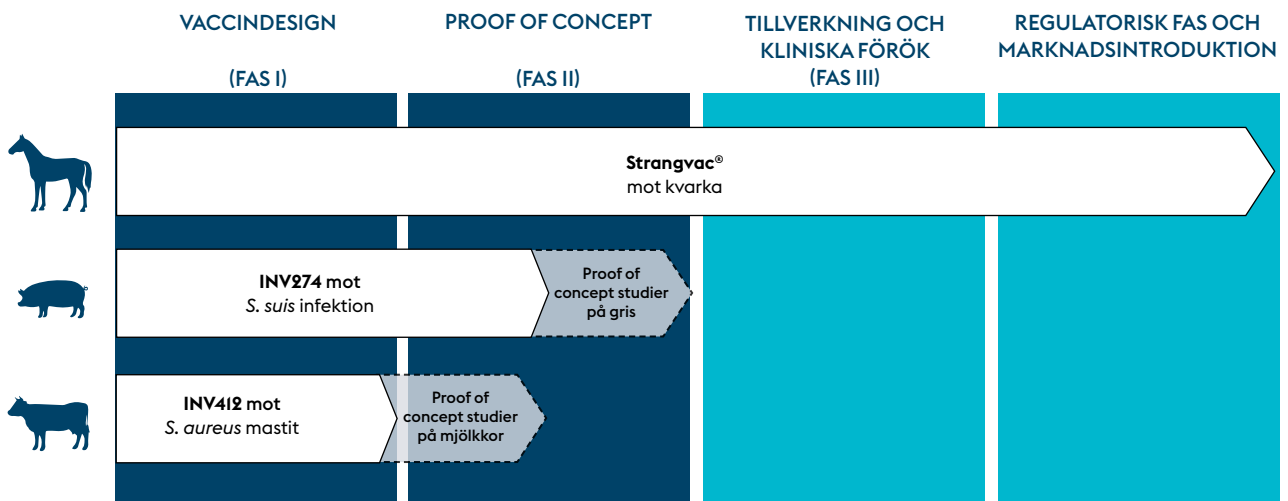 VACCINDESIGN
(FAS I)
PROOF OF CONCEPT
(FAS II)
TILLVERKNING OCH
KLINISKA FÖRÖK
(FAS III)
REGULATORISK FAS OCH
MARKNADSINTRODUKTION
Strangvac®
mot kvarka
INV274 mot
S. suis infektion
Proof of
concept studier
på gris
INV412 mot
S. aureus mastit
Proof of
concept studier
på mjölkkor